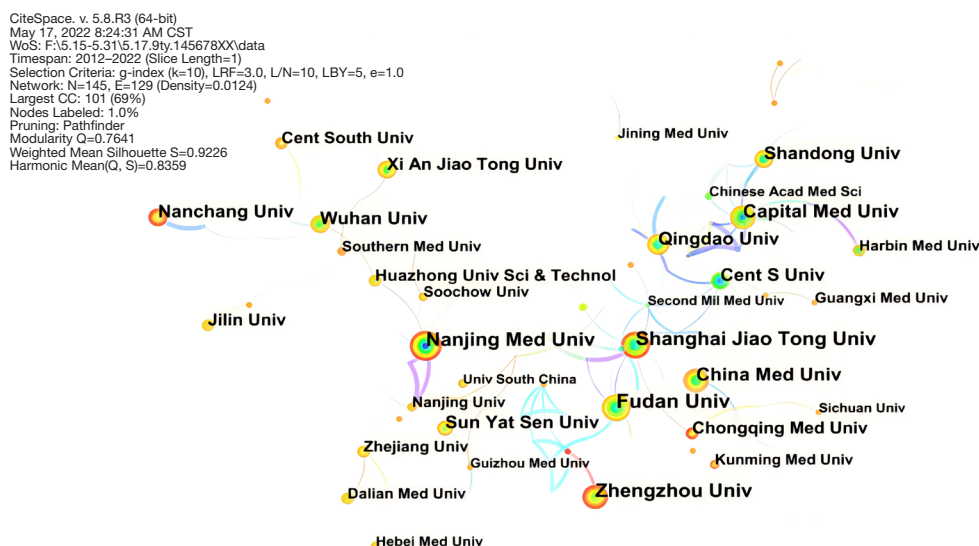 CiteSpace. v. 5.8.R3 (64-bit)
May 17, 2022 8:24:31 AM CST
WoS: F:\5.15-5.31\5.17.9ty.145678XX\data
Timespan: 2012–2022 (Slice Length=1)
Selection Criteria: g-index (k=10), LRF=3.0, L/N=10, LBY=5, e=1.0
Network: N=145, E=129 (Density=0.0124)
Largest CC: 101 (69%)
Nodes Labeled: 1.0%
Pruning: Pathfinder
Modularity Q=0.7641
Weighted Mean Silhouette S=0.9226
Harmonic Mean(Q, S)=0.8359
Jining Med Univ
Cent South Univ
Shandong Univ
Xi An Jiao Tong Univ
Chinese Acad Med Sci
Nanchang Univ
Capital Med Univ
Wuhan Univ
Qingdao Univ
Southern Med Univ
Harbin Med Univ
Huazhong Univ Sci & Technol
Cent S Univ
Soochow Univ
Second Mil Med Univ
Guangxi Med Univ
Jilin Univ
Nanjing Med Univ
Shanghai Jiao Tong Univ
China Med Univ
Univ South China
Nanjing Univ
Fudan Univ
Sichuan Univ
Sun Yat Sen Univ
Chongqing Med Univ
Zhejiang Univ
Guizhou Med Univ
Kunming Med Univ
Dalian Med Univ
Zhengzhou Univ
Hebei Med Univ